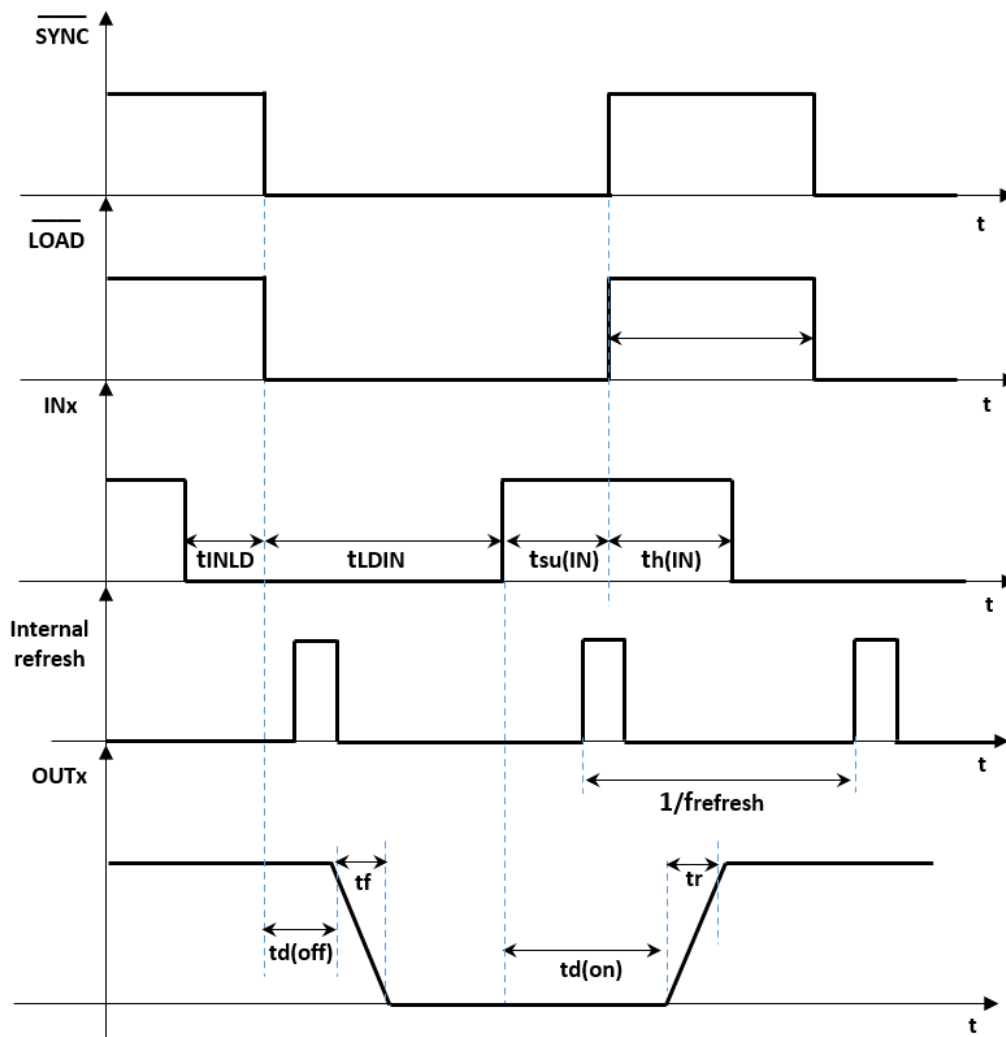 SYNC
t
LOAD
t
INx
tINLD
tLDIN
tsu(IN)
th(IN)
t
Internal
refresh
t
OUTx
1/frefresh
tf
tr
td(off)
td(on)
t